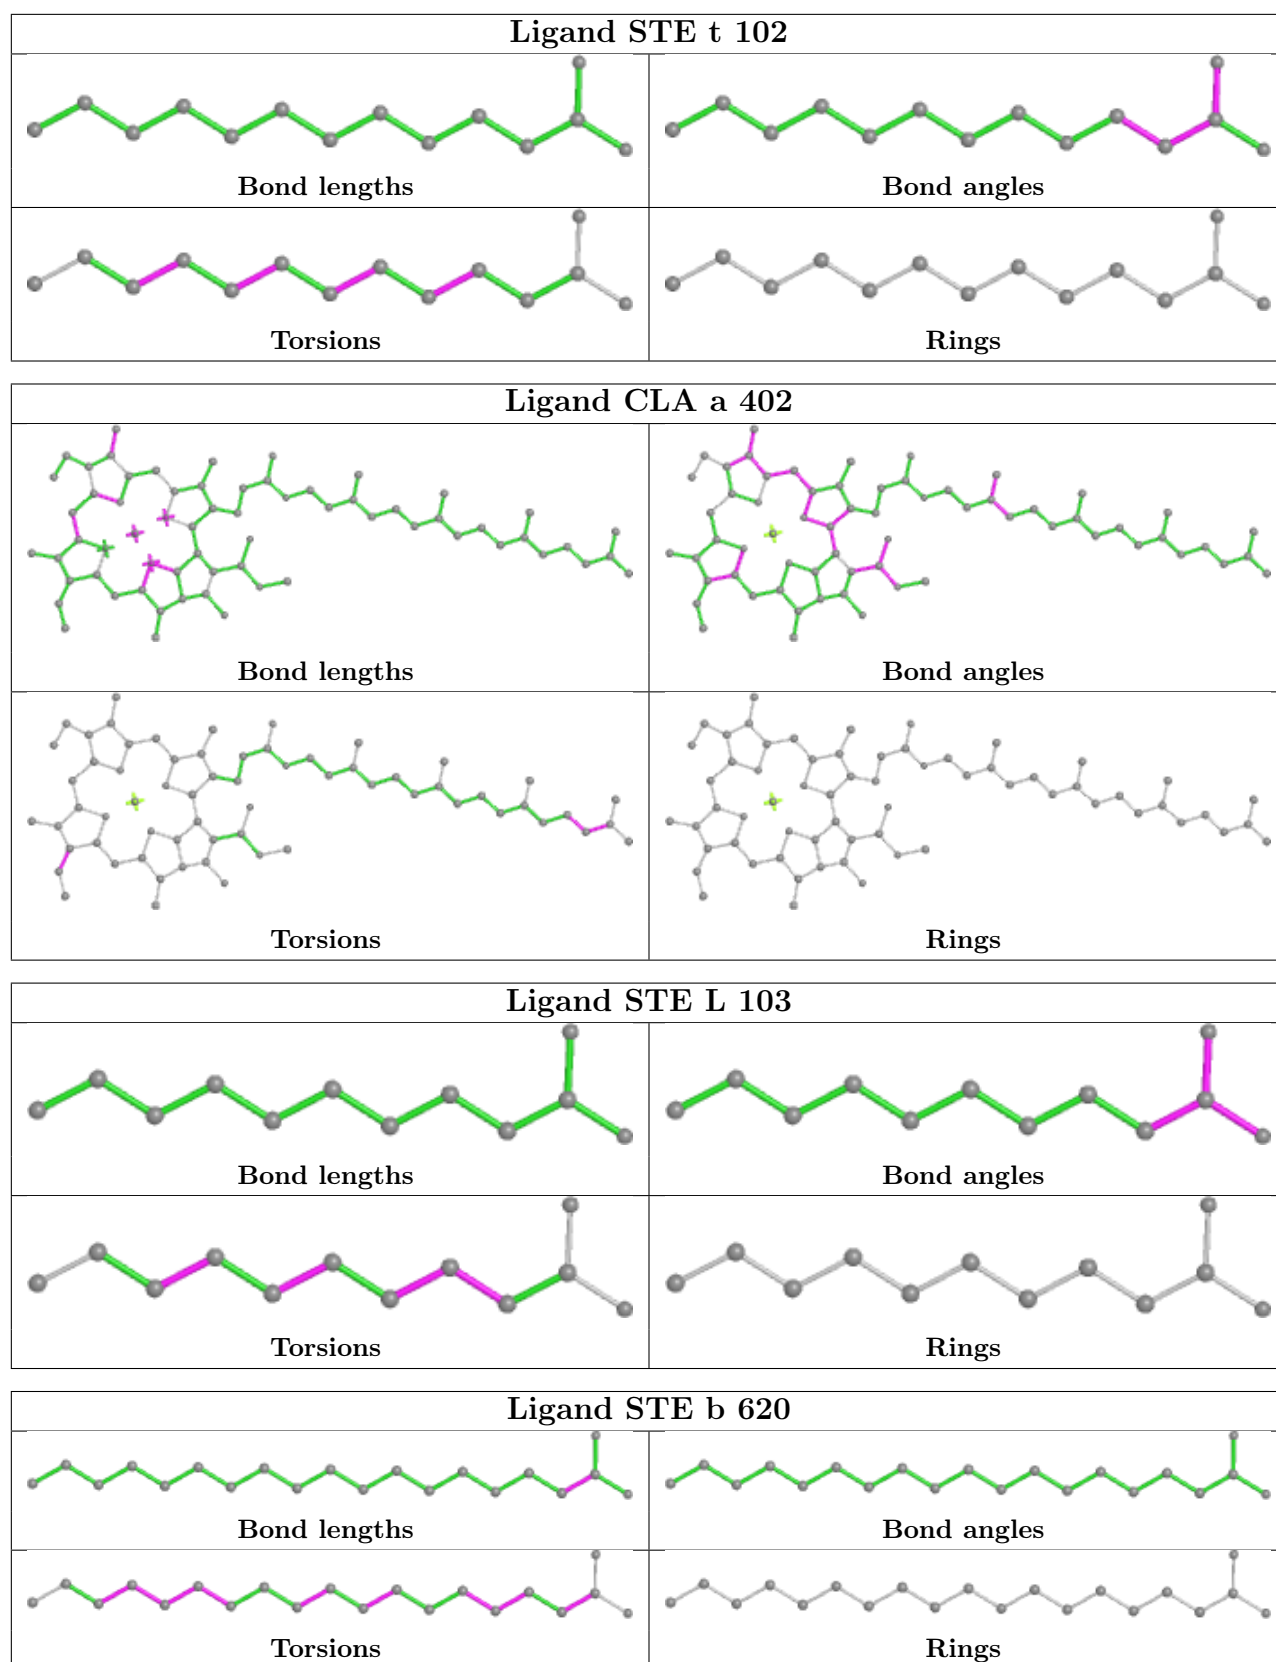 Ligand STE t 102
Bond lengths
Bond angles
Torsions
Rings
Ligand CLA a 402
Bond lengths
Bond angles
Torsions
Rings
Ligand STE L 103
Bond lengths
Bond angles
Torsions
Rings
Ligand STE b 620
Bond lengths
Bond angles
Torsions
Rings